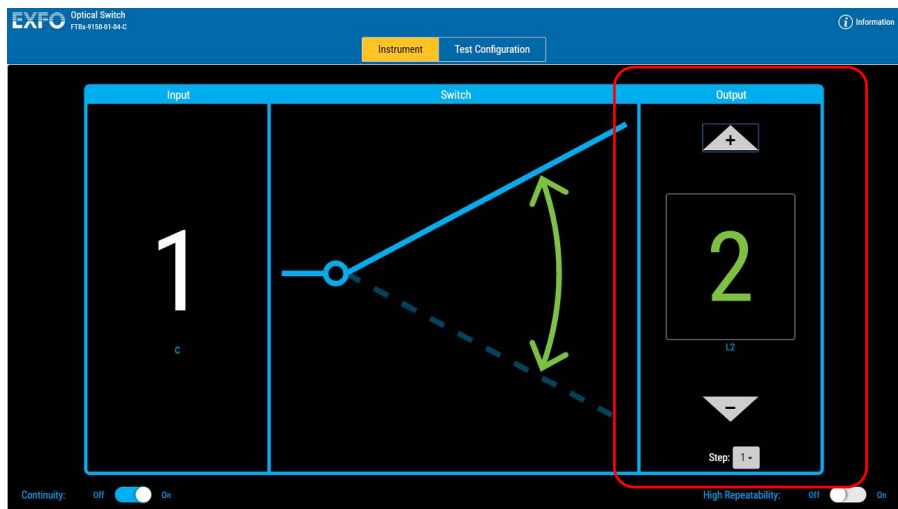 EXFO Optical Switch
FTBx-9150-01-04-C
Information
Instrument Test Configuration
Input Switch Output
+
1 2
C L2
-
Step: 1
Continuity: Off On High Repeatability: Off On